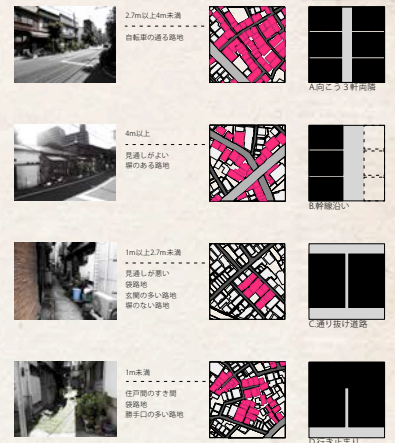 2.7m以上4m未満
自転車の通る路地
A.向こう3軒両隣
4m以上
見通しがよい
塀のある路地
B.幹線沿い
1m以上2.7m未満
見通しが悪い
袋路地
玄関の多い路地
塀のない路地
C.通り抜け道路
1m未満
住戸間のすき間
袋路地
勝手口の多い路地
D.行き止まり